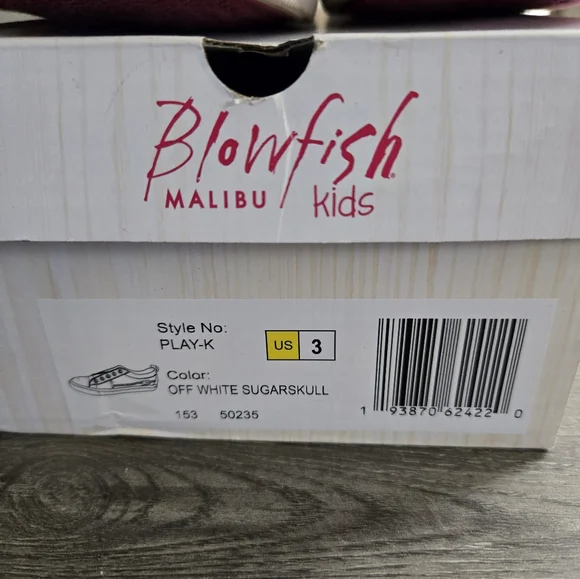 Blowfish
MALIBU kids
Style No:
PLAY-K
US 3
Color:
OFF WHITE SUGARSKULL
153 50235
1 93870 62422 0